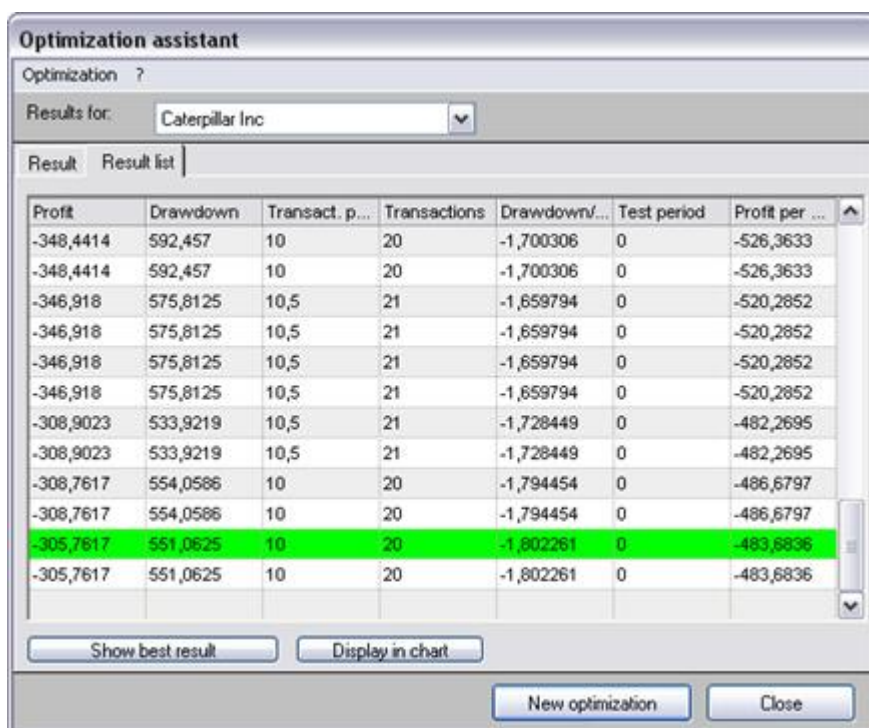 Optimization assistant
Optimization ?
Results for: Caterpillar Inc
Result Result list
Profit Drawdown Transact. p... Transactions Drawdown/... Test period Profit per ...
-348,4414 592,457 10 20 -1,700306 0 -526,3633
-348,4414 592,457 10 20 -1,700306 0 -526,3633
-346,918 575,8125 10,5 21 -1,659794 0 -520,2852
-346,918 575,8125 10,5 21 -1,659794 0 -520,2852
-346,918 575,8125 10,5 21 -1,659794 0 -520,2852
-346,918 575,8125 10,5 21 -1,659794 0 -520,2852
-308,9023 533,9219 10,5 21 -1,728449 0 -482,2695
-308,9023 533,9219 10,5 21 -1,728449 0 -482,2695
-308,7617 554,0586 10 20 -1,794454 0 -486,6797
-308,7617 554,0586 10 20 -1,794454 0 -486,6797
-305,7617 551,0625 10 20 -1,802261 0 -483,6836
-305,7617 551,0625 10 20 -1,802261 0 -483,6836
Show best result Display in chart
New optimization Close